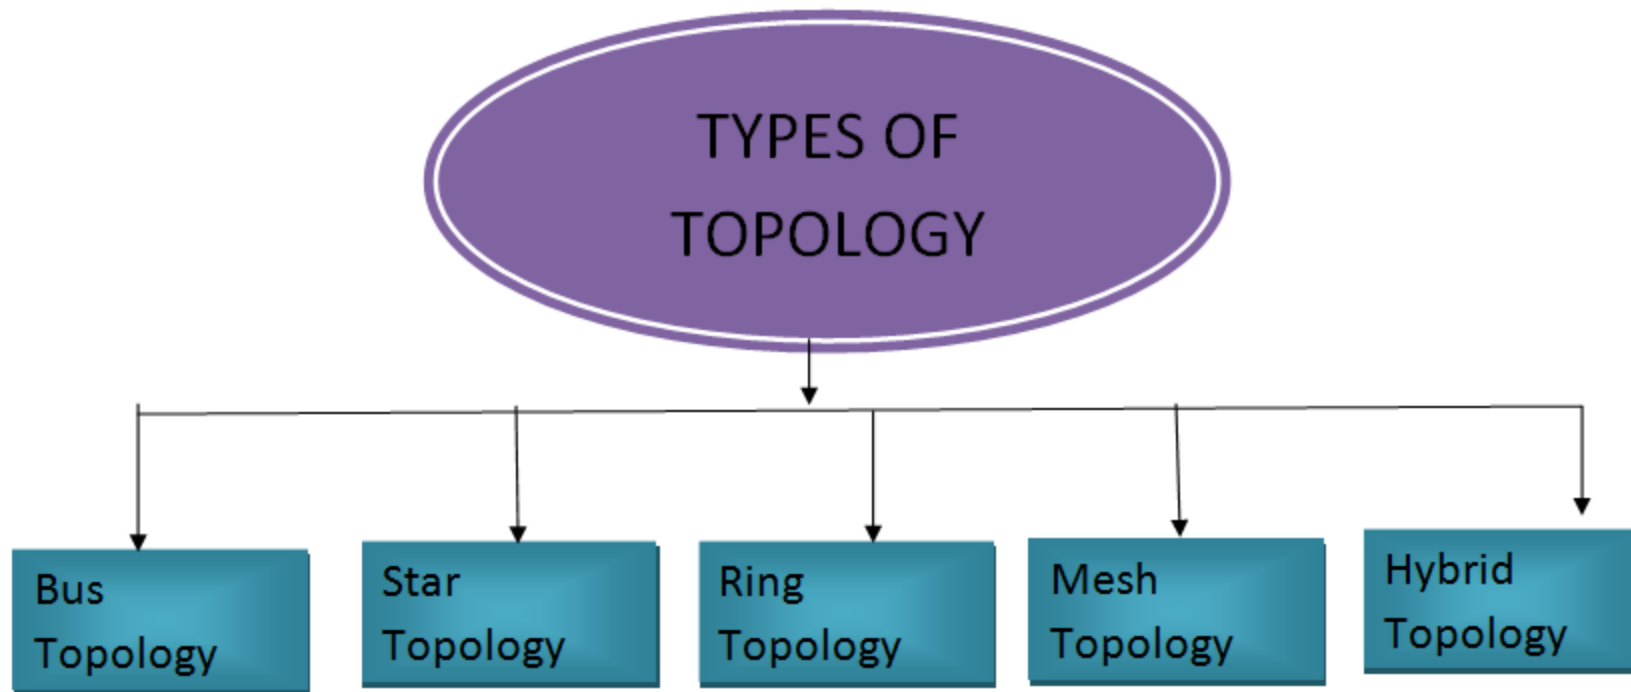 TYPES OF
TOPOLOGY
Bus
Topology
Star
Topology
Ring
Topology
Mesh
Topology
Hybrid
Topology